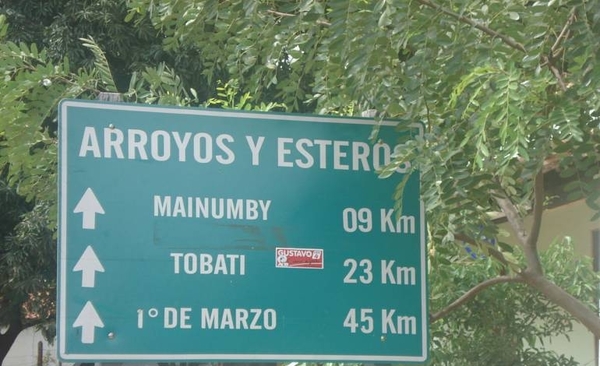 ARROYOS Y ESTEROS
MAINUMBY 09 Km
TOBATI GUSTAVO 23 Km
1° DE MARZO 45 Km